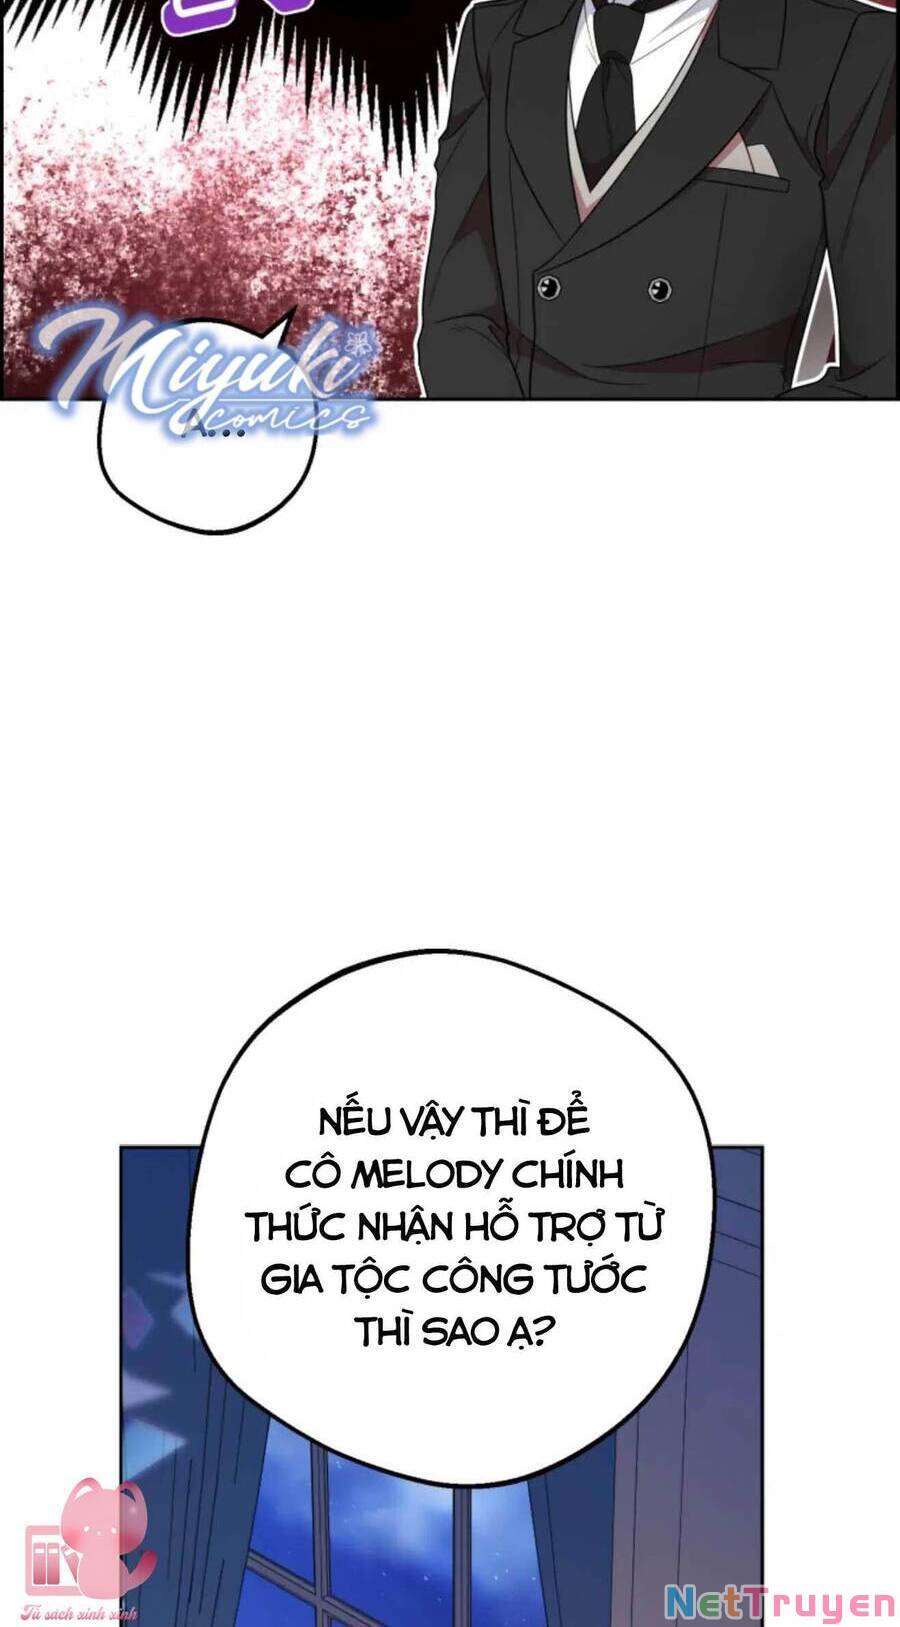 Miyuki
comics
A...
NẾU VẬY THÌ ĐỂ
CÔ MELODY CHÍNH
THỨC NHẬN HỖ TRỢ TỪ
GIA TỘC CÔNG TƯỚC
THÌ SAO Ạ?
Tủ sách xinh xinh
NetTruyen